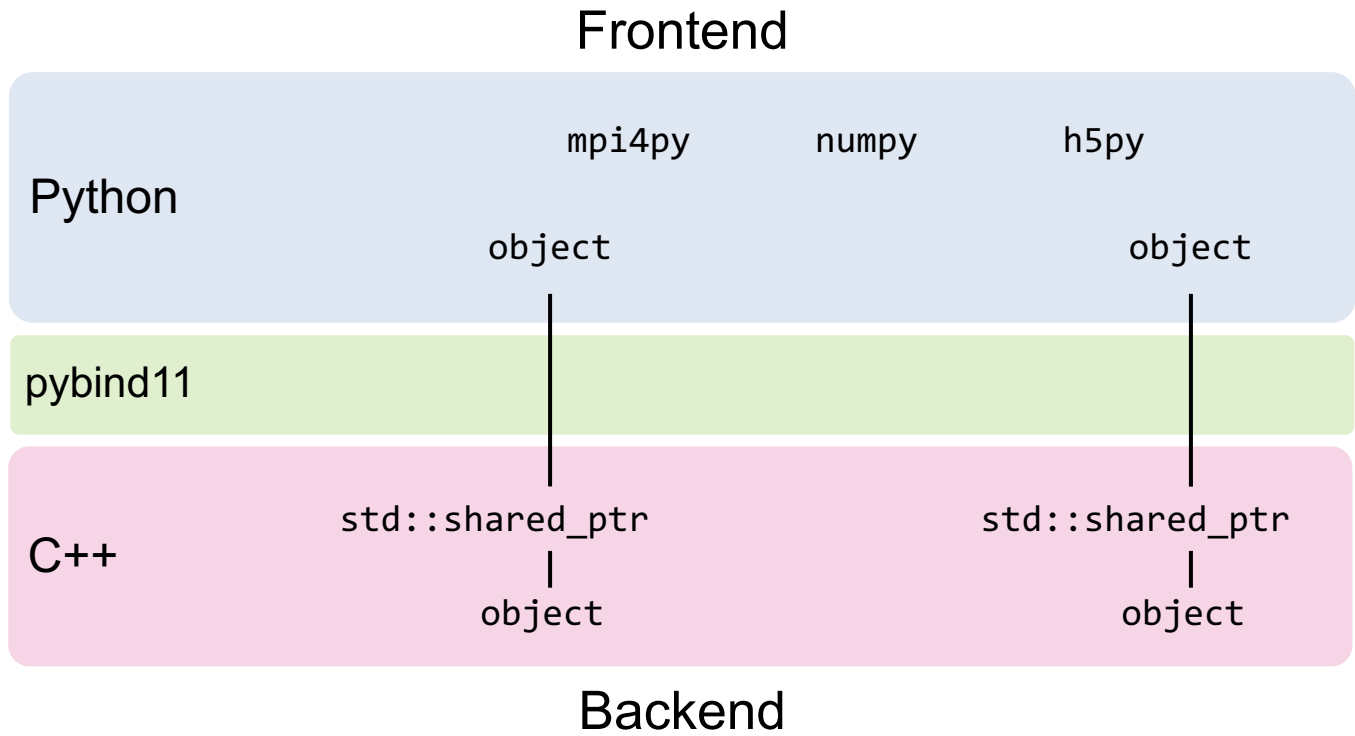 Frontend
mpi4py numpy h5py
Python
object object
pybind11
std::shared_ptr std::shared_ptr
C++
object object
Backend